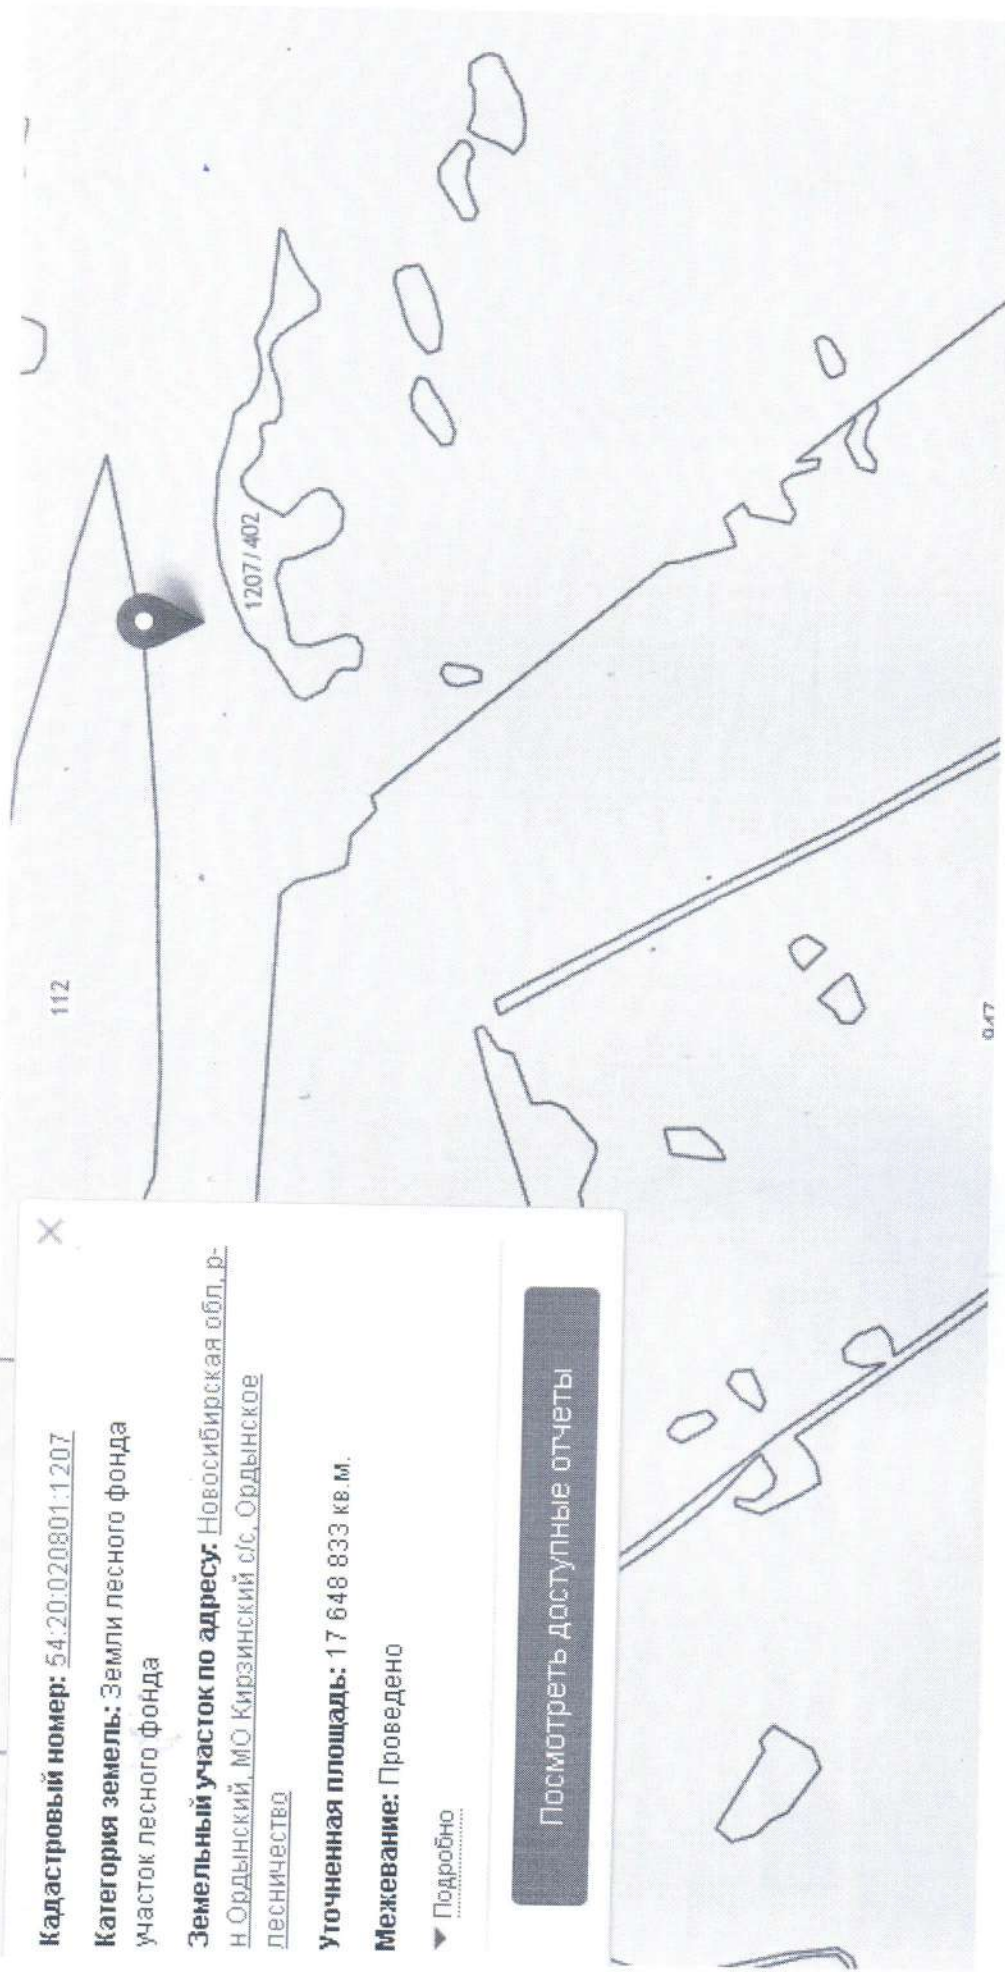 Кадастровый номер: 54:20:020801:1207
Категория земель: Земли лесного фонда
участок лесного фонда
Земельный участок по адресу: Новосибирская обл, р-
н Ордынский, МО Кирзинский с/с, Ордынское
лесничество
Уточненная площадь: 17 648 833 кв.м.
Межевание: Проведено
Подробно
Посмотреть доступные отчеты
112
1207/402